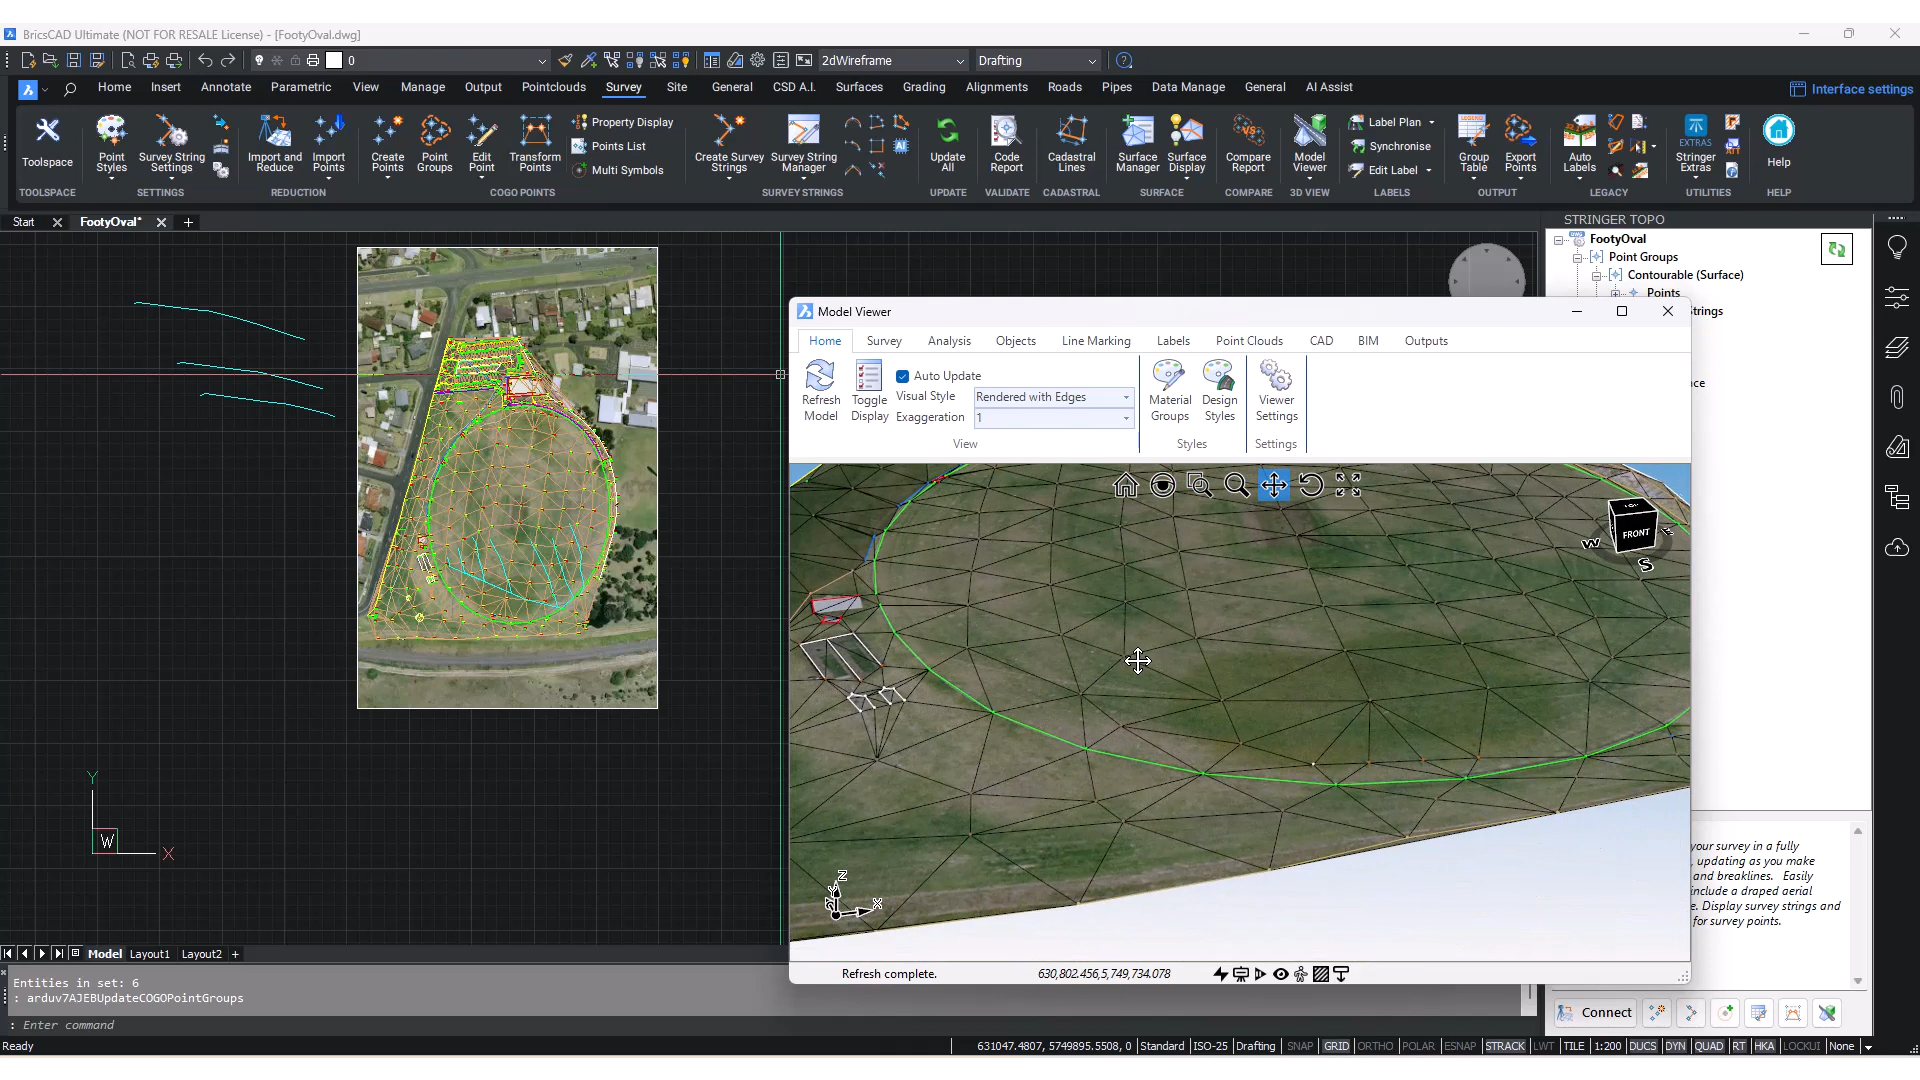 BricsCAD Ultimate (NOT FOR RESALE License) - [FootyOval.dwg]
0
2dWireframe
Drafting
Home Insert Annotate Parametric View Manage Output Pointclouds Survey Site General CSD A.I. Surfaces Grading Alignments Roads Pipes Data Manage General AI Assist
Interface settings
Toolspace
TOOLSPACE
Point Styles
Survey String Settings
SETTINGS
Import and Reduce
Import Points
REDUCTION
Create Points
Point Groups
Edit Point
Transform Points
Property Display
Points List
Multi Symbols
COGO POINTS
Create Survey Strings
Survey String Manager
SURVEY STRINGS
Update All
UPDATE
Code Report
VALIDATE
Cadastral Lines
CADASTRAL
Surface Manager
Surface Display
SURFACE
Compare Report
COMPARE
Model Viewer
3D VIEW
Label Plan
Synchronise
Edit Label
LABELS
Group Table
Export Points
OUTPUT
Auto Labels
LEGACY
EXTRAS
Stringer Extras
UTILITIES
Help
HELP
Start
FootyOval*
STRINGER TOPO
FootyOval
Point Groups
Contourable (Surface)
Points
Strings
Model Viewer
Home Survey Analysis Objects Line Marking Labels Point Clouds CAD BIM Outputs
Refresh Model
Toggle Display
Auto Update
Visual Style Rendered with Edges
Exaggeration 1
View
Material Groups
Design Styles
Styles
Viewer Settings
Settings
FRONT
W
S
Z
Y
X
Refresh complete.
630,802.456,5,749,734.078
Y
W
X
your survey in a fully
, updating as you make
and breaklines. Easily
include a draped aerial
e. Display survey strings and
for survey points.
Model Layout1 Layout2 +
Entities in set: 6
: arduv7AJEBUpdateCOGOPointGroups
: Enter command
Connect
Ready
631047.4807, 5749895.5508, 0 Standard ISO-25 Drafting SNAP GRID ORTHO POLAR ESNAP STRACK LWT TILE 1:200 DUCS DYN QUAD RT HKA LOCKUI None